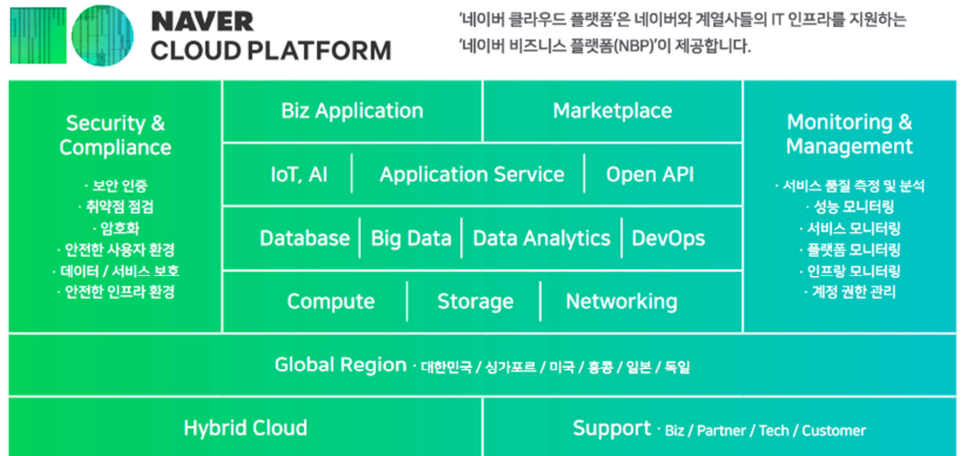 NAVER
CLOUD PLATFORM
'네이버 클라우드 플랫폼'은 네이버와 계열사들의 IT 인프라를 지원하는
'네이버 비즈니스 플랫폼(NBP)'이 제공합니다.
Security &
Compliance
· 보안 인증
· 취약점 점검
· 암호화
· 안전한 사용자 환경
· 데이터 / 서비스 보호
· 안전한 인프라 환경
Biz Application
Marketplace
IoT, AI
Application Service
Open API
Database
Big Data
Data Analytics
DevOps
Compute
Storage
Networking
Monitoring &
Management
· 서비스 품질 측정 및 분석
· 성능 모니터링
· 서비스 모니터링
· 플랫폼 모니터링
· 인프랑 모니터링
· 계정 권한 관리
Global Region · 대한민국 / 싱가포르 / 미국 / 홍콩 / 일본 / 독일
Hybrid Cloud
Support · Biz / Partner / Tech / Customer